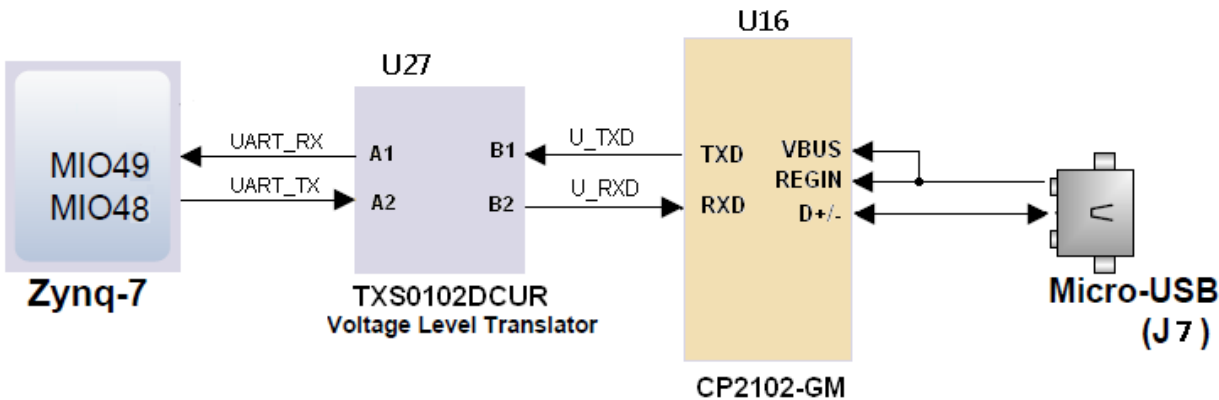 U16
U27
MIO49
MIO48
Zynq-7
UART_RX
UART_TX
A1
A2
B1
B2
TXS0102DCUR
Voltage Level Translator
U_TXD
U_RXD
TXD
RXD
VBUS
REGIN
D+/-
CP2102-GM
Micro-USB
(J7)